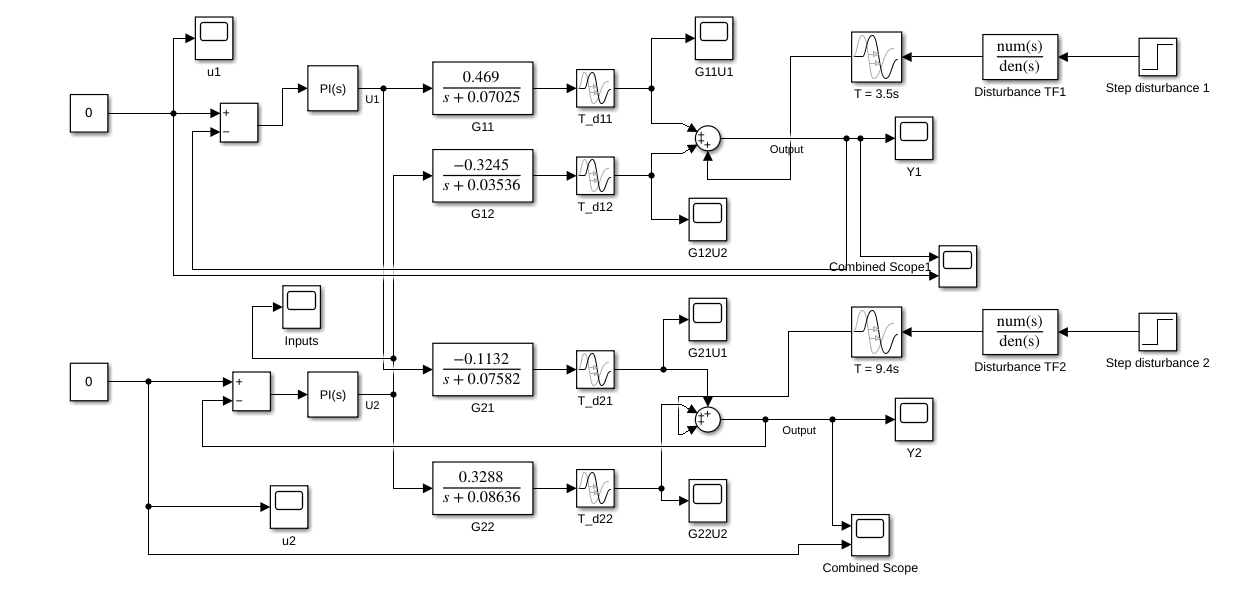 u1
0
+
−
PI(s)
U1
0.469
s + 0.07025
G11
T_d11
G11U1
T = 3.5s
num(s)
den(s)
Disturbance TF1
Step disturbance 1
−0.3245
s + 0.03536
G12
T_d12
G12U2
+
+
+
Output
Y1
Combined Scope1
Inputs
0
+
−
PI(s)
U2
−0.1132
s + 0.07582
G21
T_d21
G21U1
T = 9.4s
num(s)
den(s)
Disturbance TF2
Step disturbance 2
+
+
+
Output
Y2
u2
0.3288
s + 0.08636
G22
T_d22
G22U2
Combined Scope